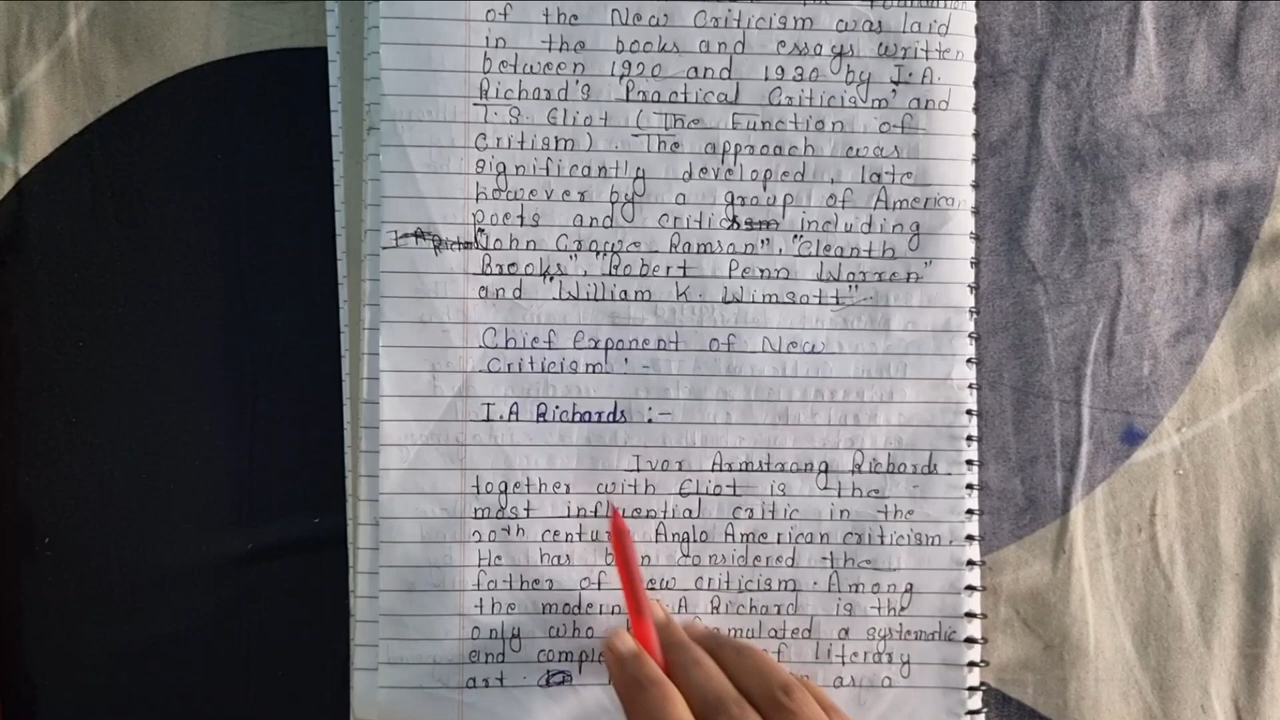 of the New Criticism was laid
in the books and essays written
between 1920 and 1930 by I.A.
Richard's 'Practical Criticism' and
T.S. Eliot (The Function of
Critism). The approach was
significantly developed, late
however by a group of American
poets and critic including
"John Crowe Ramson", "Cleanth
Brooks", "Robert Penn Warren"
and "William K. Wimsatt".
Chief Exponent of New
Criticism :-
I.A Richards :-
Ivor Armstrong Richards
together with Eliot is the
most influential critic in the
20th centur Anglo American criticism.
He has been considered the
father of new criticism. Among
the modern I.A Richard is the
only who formulated a systematic
and comple of literary
art. as a